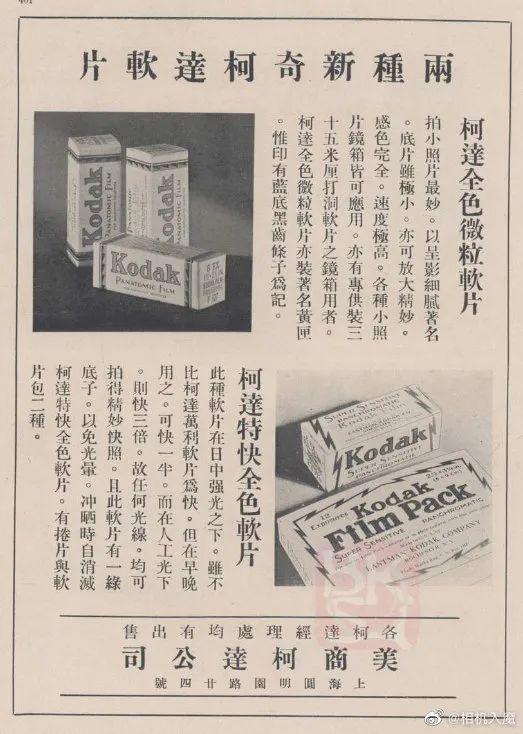 401
兩種新奇柯達軟片
柯達全色微粒軟片
拍小照片最妙。以呈影細膩著名
。底片雖極小。亦可放大精妙。
感色完全。速度極高。各種小照
片鏡箱皆可應用。亦有專供裝三
十五米厘打洞軟片之鏡箱用者。
柯達全色微粒軟片亦裝著名黃匣
。惟印有藍底黑齒條子爲記。
Kodak
PANATOMIC FILM
Kodak
Kodak
PANATOMIC FILM
柯達特快全色軟片
此種軟片在日中强光之下。雖不
比柯達萬利軟片爲快。但在早晚
用之。可快一半。而在人工光下
。則快三倍。故任何光線。均可
拍得精妙快照。且此軟片有一綠
底子。以免光暈。冲晒時自消滅
柯達特快全色軟片。有捲片與軟
片包二種。
SUPER SENSITIVE
PANCHROMATIC
Kodak Film
Kodak
SUPER SENSITIVE
PANCHROMATIC
12
Exposures
Kodak
Film Pack
SUPER SENSITIVE PANCHROMATIC
EASTMAN KODAK COMPANY
各柯達經理處均有出售
美商柯達公司
上海圓明園路廿四號
@相机入魔